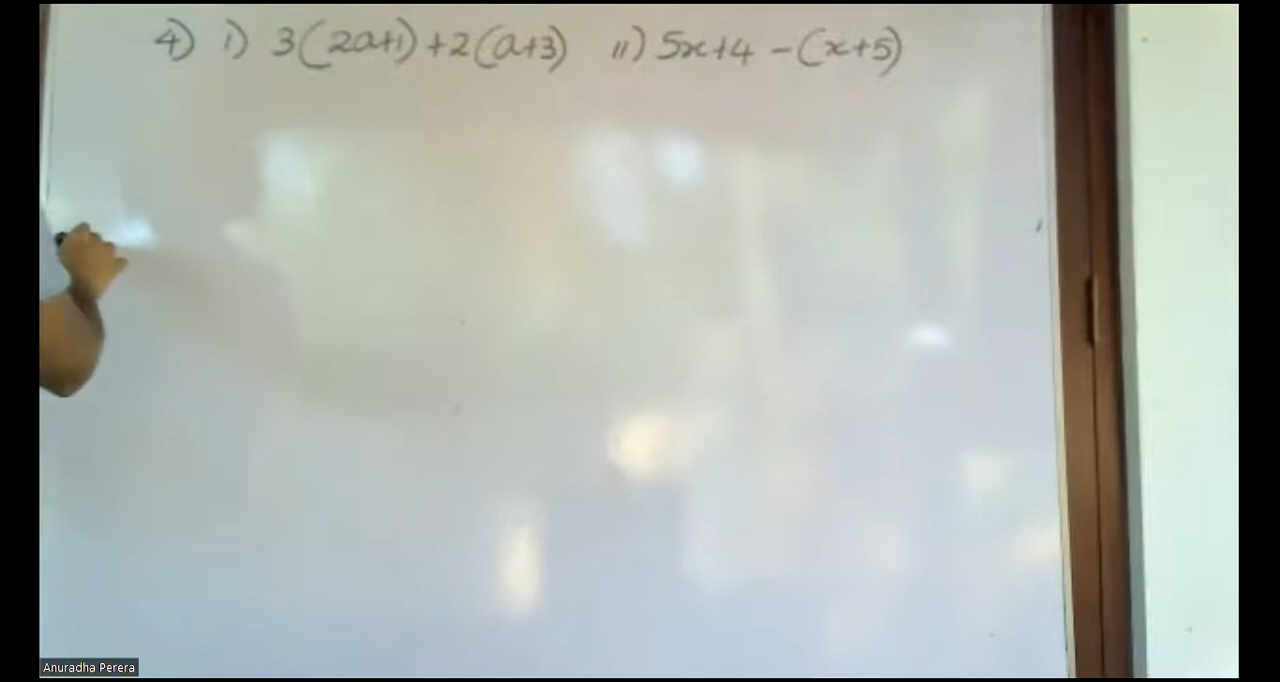 4) i) 3(2a+1)+2(a+3) ii) 5x+4 -(x+5)
Anuradha Perera